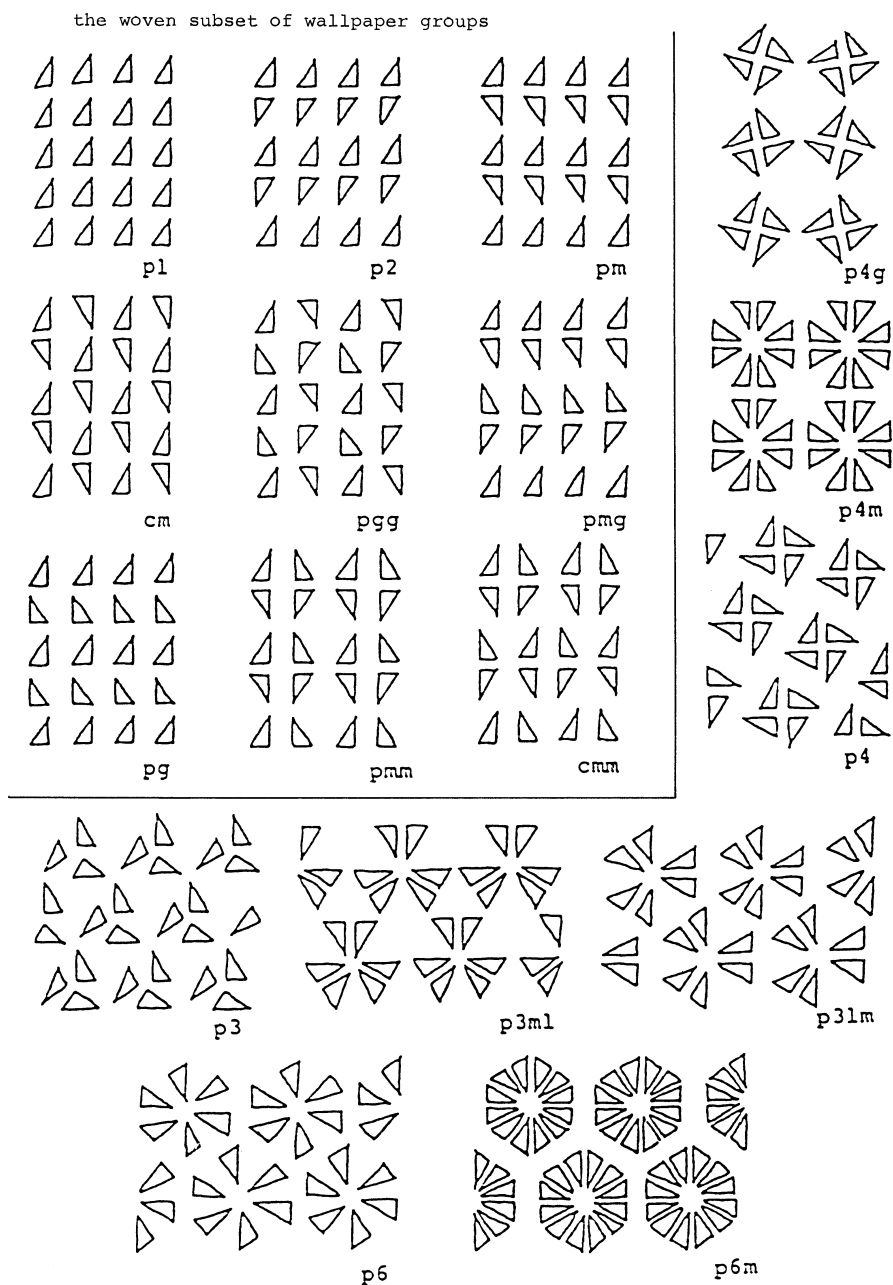 the woven subset of wallpaper groups
p1
p2
pm
p4g
cm
pgg
pmg
p4m
pg
pmm
cmm
p4
p3
p3m1
p31m
p6
p6m